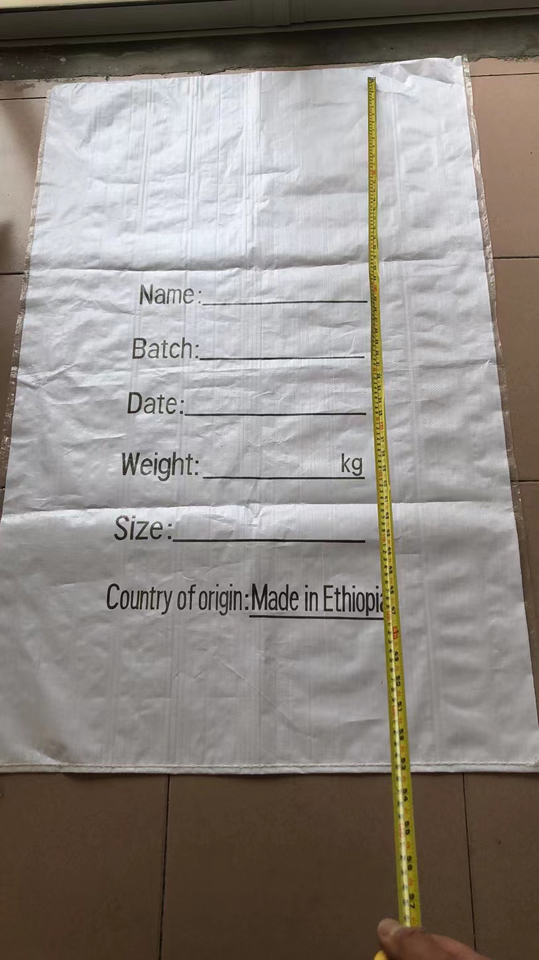 Name:
Batch:
Date:
Weight: kg
Size:
Country of origin: Made in Ethiopia